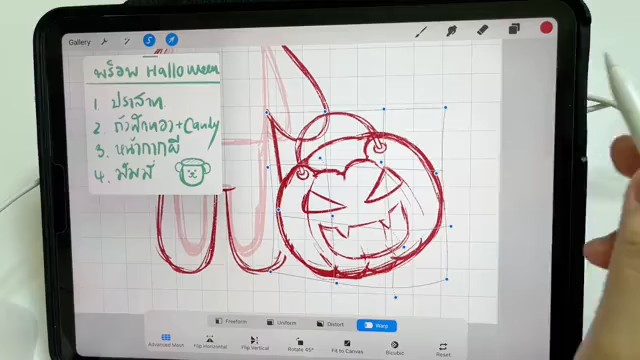 Gallery
พร็อพ Halloween
1. ปราสาท
2. ถังฟักทอง+Candy
3. หน้ากากผี
4. มัมมี่
Freeform
Uniform
Distort
Warp
Advanced Mesh
Flip Horizontal
Flip Vertical
Rotate 45°
Fit to Canvas
Bicubic
Reset